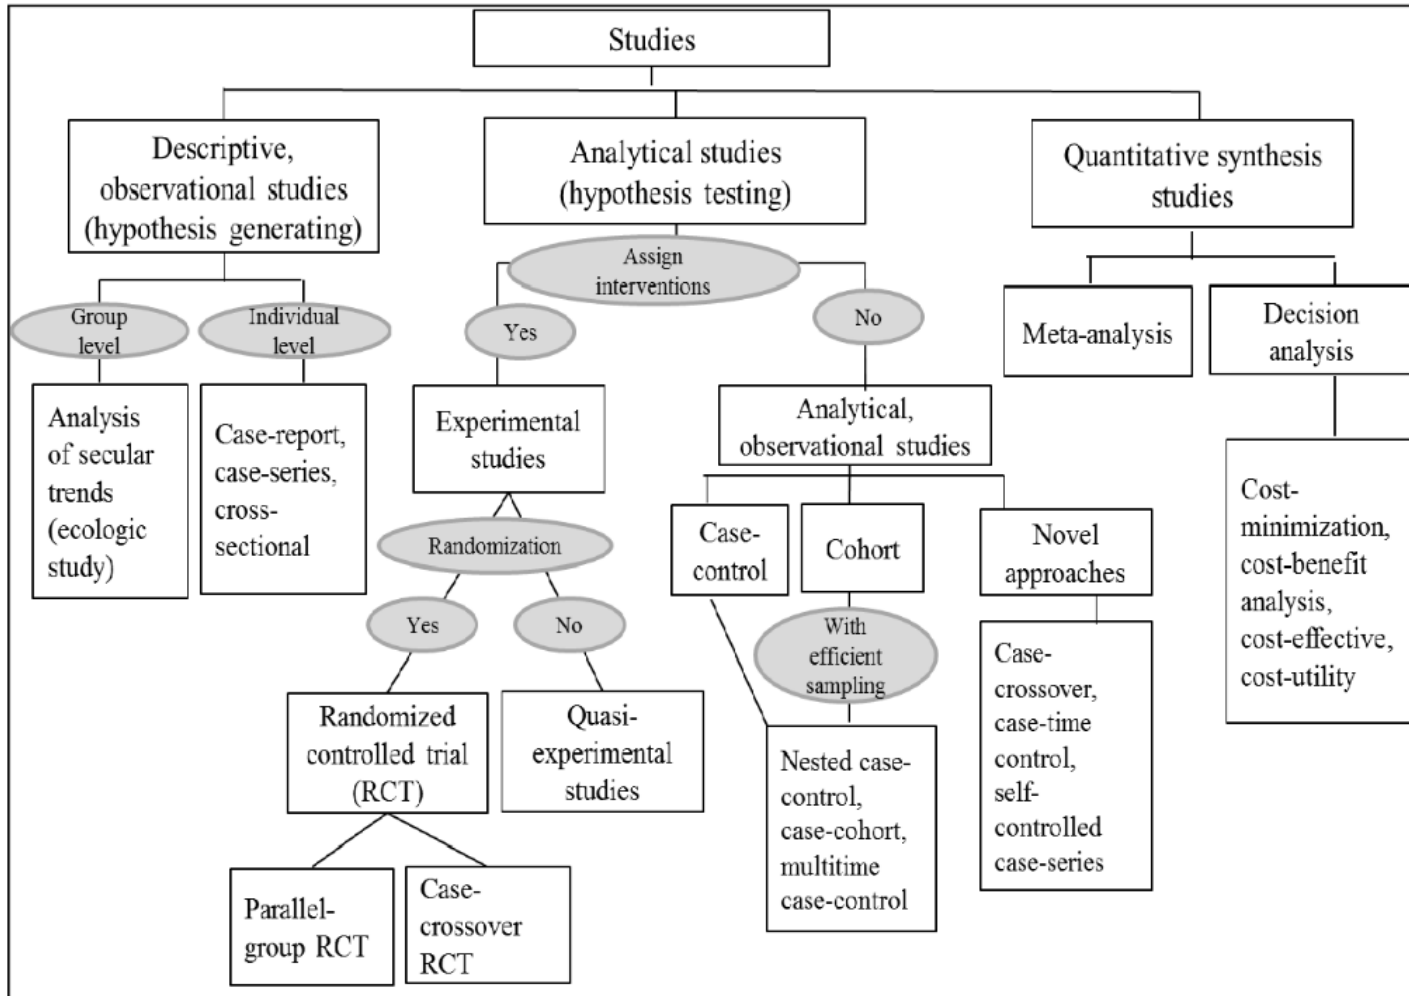 Studies
Descriptive,
observational studies
(hypothesis generating)
Analytical studies
(hypothesis testing)
Quantitative synthesis
studies
Assign
interventions
Group
level
Individual
level
Yes
No
Meta-analysis
Decision
analysis
Analysis
of secular
trends
(ecologic
study)
Case-report,
case-series,
cross-
sectional
Experimental
studies
Analytical,
observational studies
Randomization
Case-
control
Cohort
Novel
approaches
Cost-
minimization,
cost-benefit
analysis,
cost-effective,
cost-utility
Yes
No
With
efficient
sampling
Randomized
controlled trial
(RCT)
Quasi-
experimental
studies
Nested case-
control,
case-cohort,
multitime
case-control
Case-
crossover,
case-time
control,
self-
controlled
case-series
Parallel-
group RCT
Case-
crossover
RCT